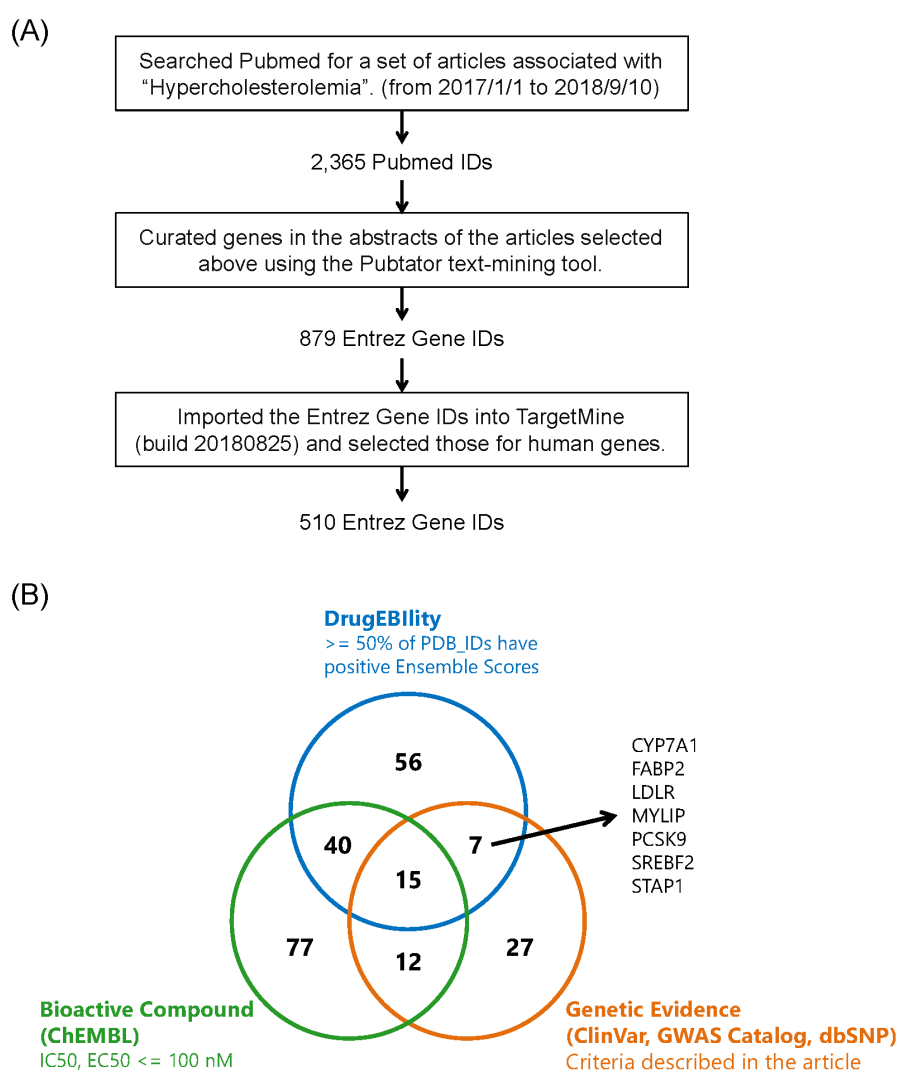 (A)
Searched Pubmed for a set of articles associated with
“Hypercholesterolemia”. (from 2017/1/1 to 2018/9/10)
2,365 Pubmed IDs
Curated genes in the abstracts of the articles selected
above using the Pubtator text-mining tool.
879 Entrez Gene IDs
Imported the Entrez Gene IDs into TargetMine
(build 20180825) and selected those for human genes.
510 Entrez Gene IDs
(B)
DrugEBIlity
>= 50% of PDB_IDs have
positive Ensemble Scores
56
40
7
15
77
12
27
CYP7A1
FABP2
LDLR
MYLIP
PCSK9
SREBF2
STAP1
Bioactive Compound
(ChEMBL)
IC50, EC50 <= 100 nM
Genetic Evidence
(ClinVar, GWAS Catalog, dbSNP)
Criteria described in the article